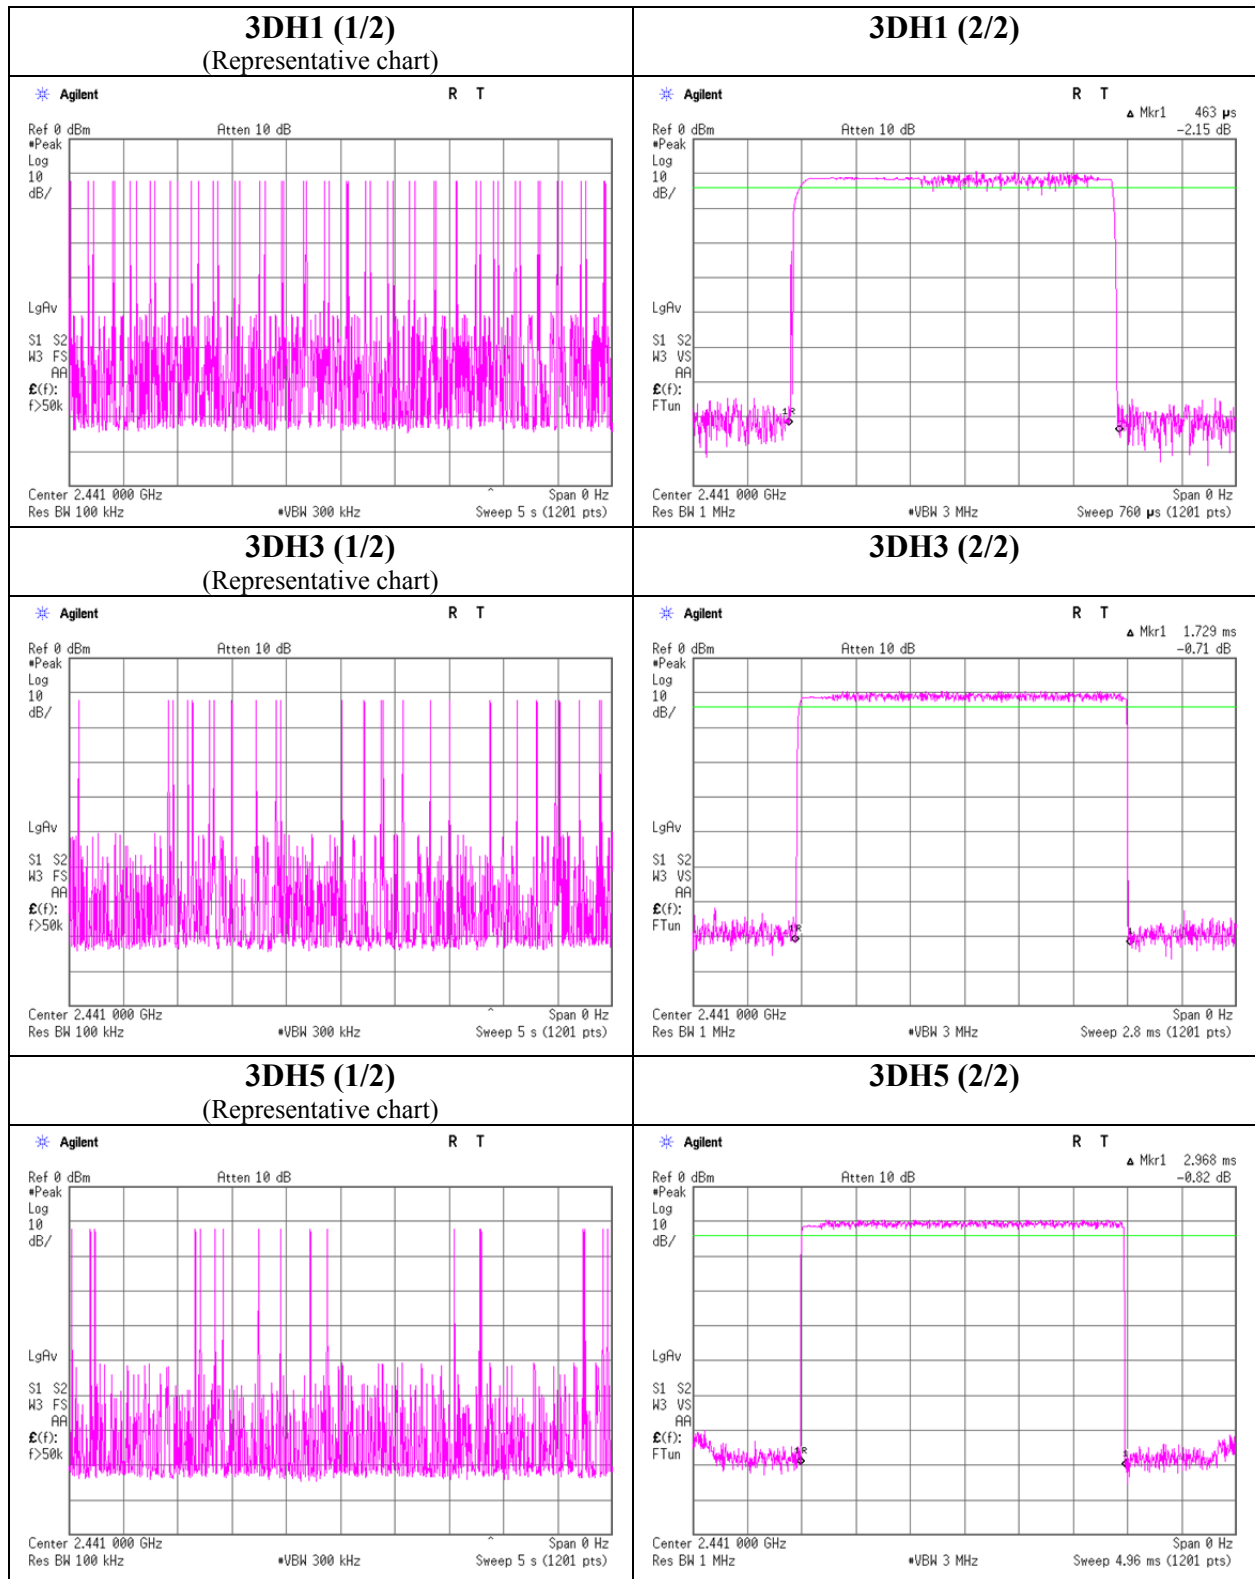 3DH1 (1/2)
(Representative chart)
3DH1 (2/2)
Agilent R T
Ref 0 dBm Atten 10 dB
#Peak
Log
10
dB/
LgAv
S1 S2
W3 FS
AA
£(f):
f>50k
Center 2.441 000 GHz ^ Span 0 Hz
Res BW 100 kHz #VBW 300 kHz Sweep 5 s (1201 pts)
Agilent R T
Δ Mkr1 463 µs
Ref 0 dBm Atten 10 dB -2.15 dB
#Peak
Log
10
dB/
LgAv
S1 S2
W3 VS
AA
£(f):
FTun
1R
Center 2.441 000 GHz Span 0 Hz
Res BW 1 MHz #VBW 3 MHz Sweep 760 µs (1201 pts)
3DH3 (1/2)
(Representative chart)
3DH3 (2/2)
Agilent R T
Ref 0 dBm Atten 10 dB
#Peak
Log
10
dB/
LgAv
S1 S2
W3 FS
AA
£(f):
f>50k
Center 2.441 000 GHz ^ Span 0 Hz
Res BW 100 kHz #VBW 300 kHz Sweep 5 s (1201 pts)
Agilent R T
Δ Mkr1 1.729 ms
Ref 0 dBm Atten 10 dB -0.71 dB
#Peak
Log
10
dB/
LgAv
S1 S2
W3 VS
AA
£(f):
FTun
1R 1
Center 2.441 000 GHz Span 0 Hz
Res BW 1 MHz #VBW 3 MHz Sweep 2.8 ms (1201 pts)
3DH5 (1/2)
(Representative chart)
3DH5 (2/2)
Agilent R T
Ref 0 dBm Atten 10 dB
#Peak
Log
10
dB/
LgAv
S1 S2
W3 FS
AA
£(f):
f>50k
Center 2.441 000 GHz ^ Span 0 Hz
Res BW 100 kHz #VBW 300 kHz Sweep 5 s (1201 pts)
Agilent R T
Δ Mkr1 2.968 ms
Ref 0 dBm Atten 10 dB -0.82 dB
#Peak
Log
10
dB/
LgAv
S1 S2
W3 VS
AA
£(f):
FTun
1R 1
Center 2.441 000 GHz Span 0 Hz
Res BW 1 MHz #VBW 3 MHz Sweep 4.96 ms (1201 pts)